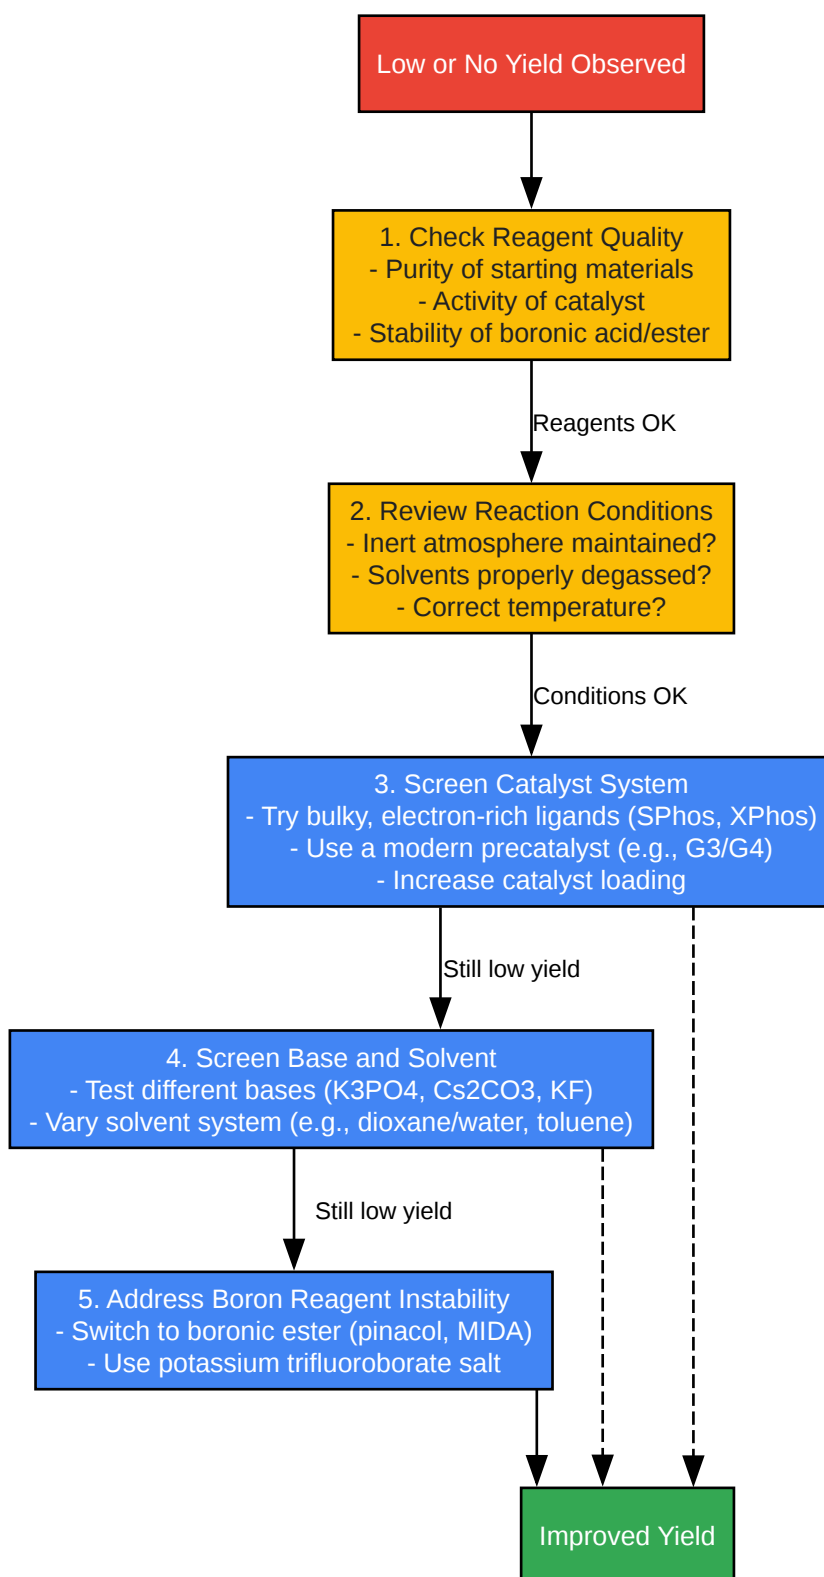 Low or No Yield Observed
1. Check Reagent Quality
- Purity of starting materials
- Activity of catalyst
- Stability of boronic acid/ester
Reagents OK
2. Review Reaction Conditions
- Inert atmosphere maintained?
- Solvents properly degassed?
- Correct temperature?
Conditions OK
3. Screen Catalyst System
- Try bulky, electron-rich ligands (SPhos, XPhos)
- Use a modern precatalyst (e.g., G3/G4)
- Increase catalyst loading
Still low yield
4. Screen Base and Solvent
- Test different bases (K3PO4, Cs2CO3, KF)
- Vary solvent system (e.g., dioxane/water, toluene)
Still low yield
5. Address Boron Reagent Instability
- Switch to boronic ester (pinacol, MIDA)
- Use potassium trifluoroborate salt
Improved Yield